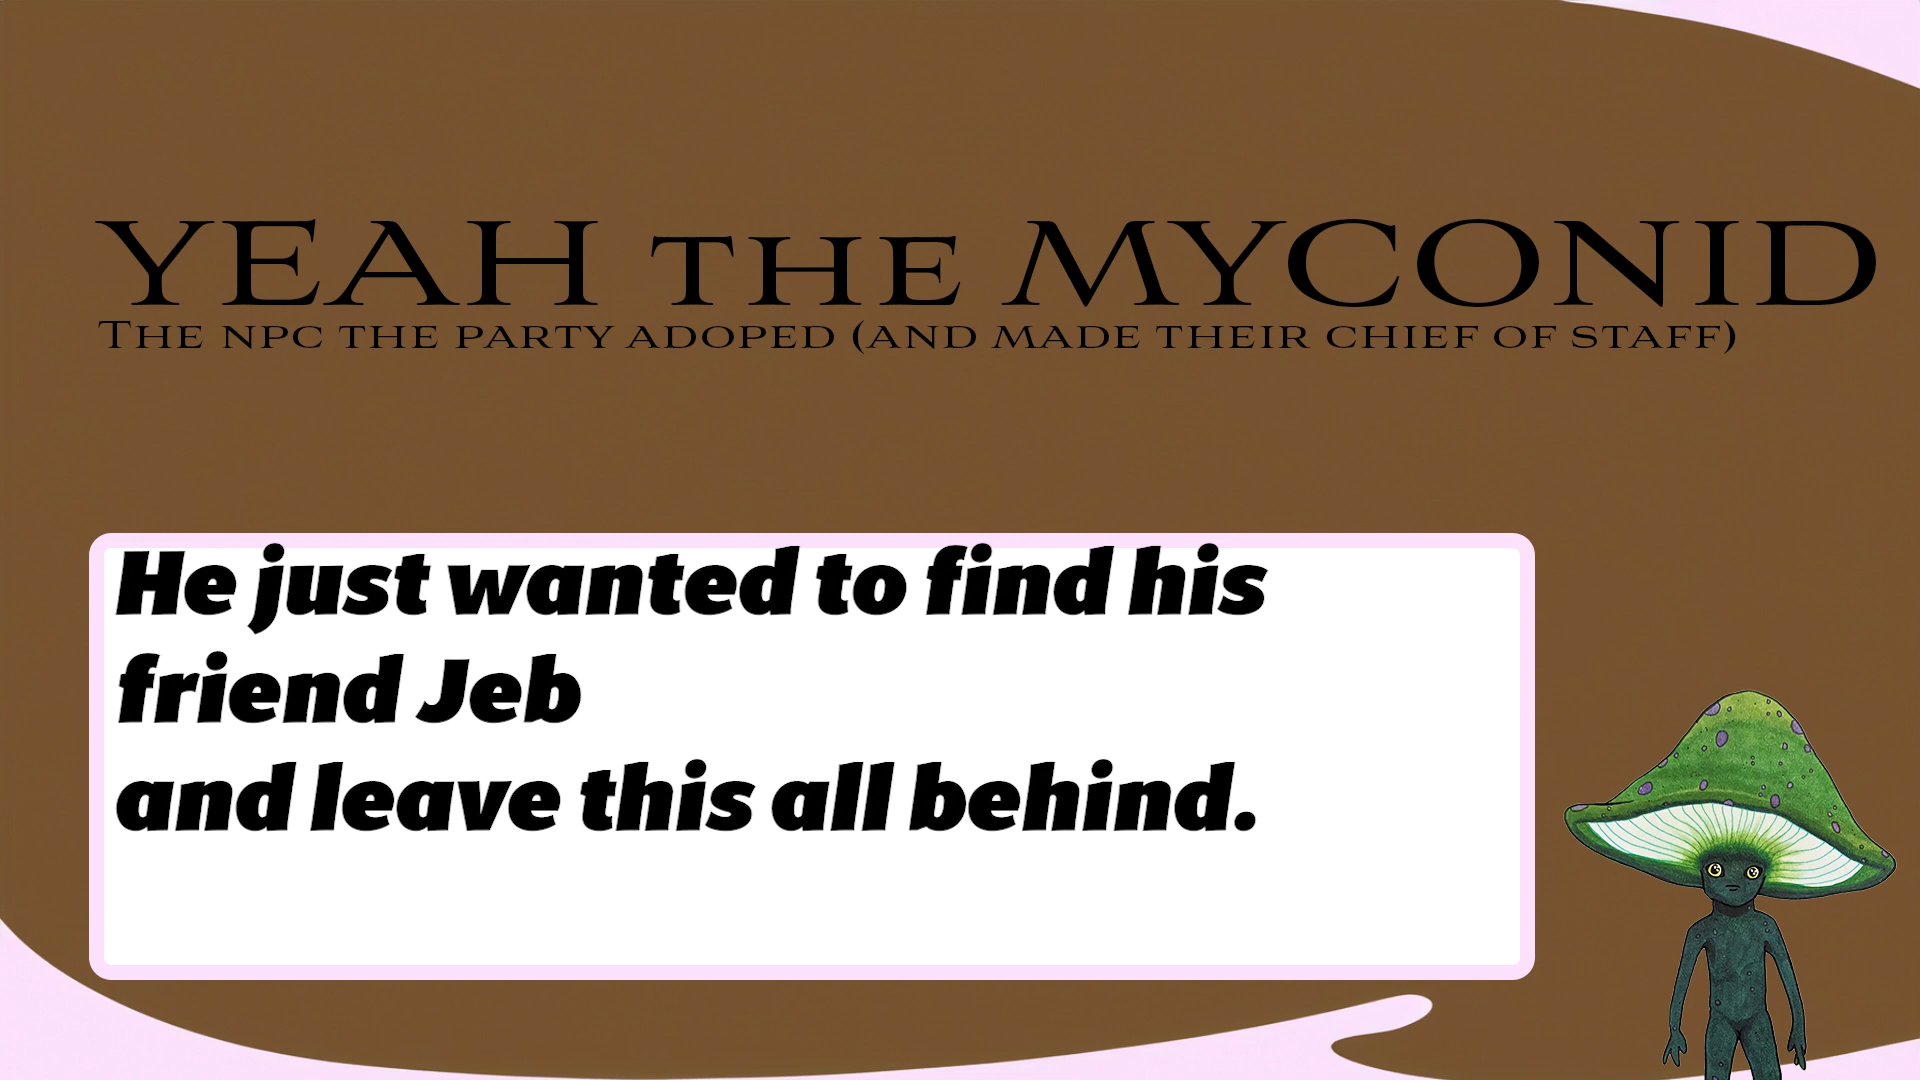 YEAH THE MYCONID
THE NPC THE PARTY ADOPED (AND MADE THEIR CHIEF OF STAFF)
He just wanted to find his
friend Jeb
and leave this all behind.